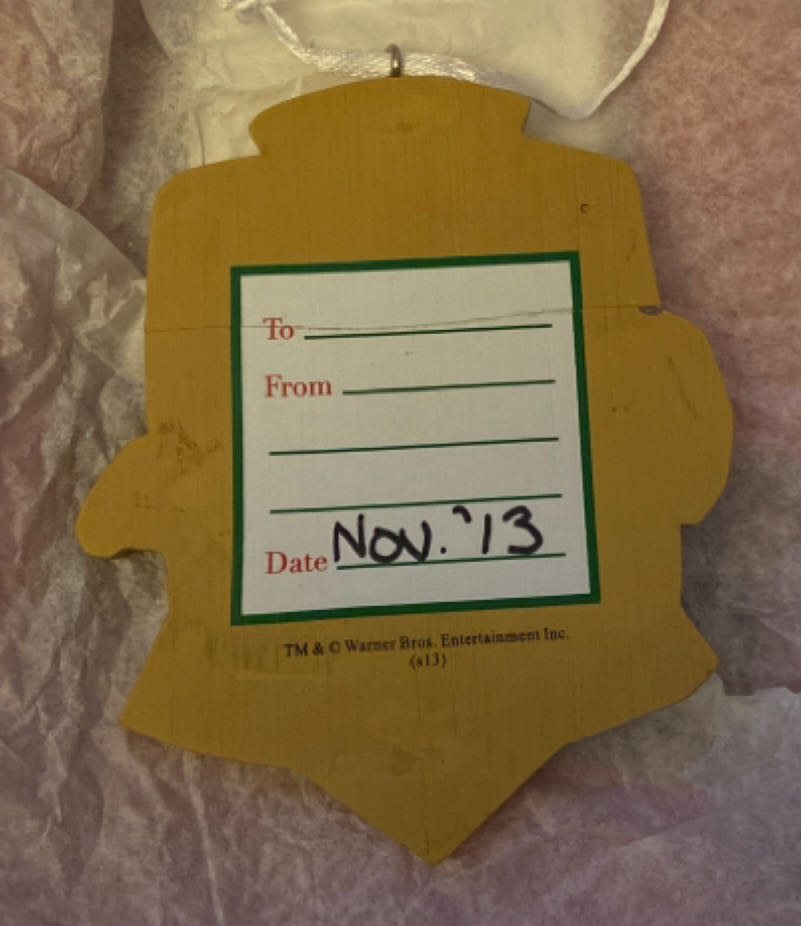 To
From
Date Nov. '13
TM & © Warner Bros. Entertainment Inc.
(s13)